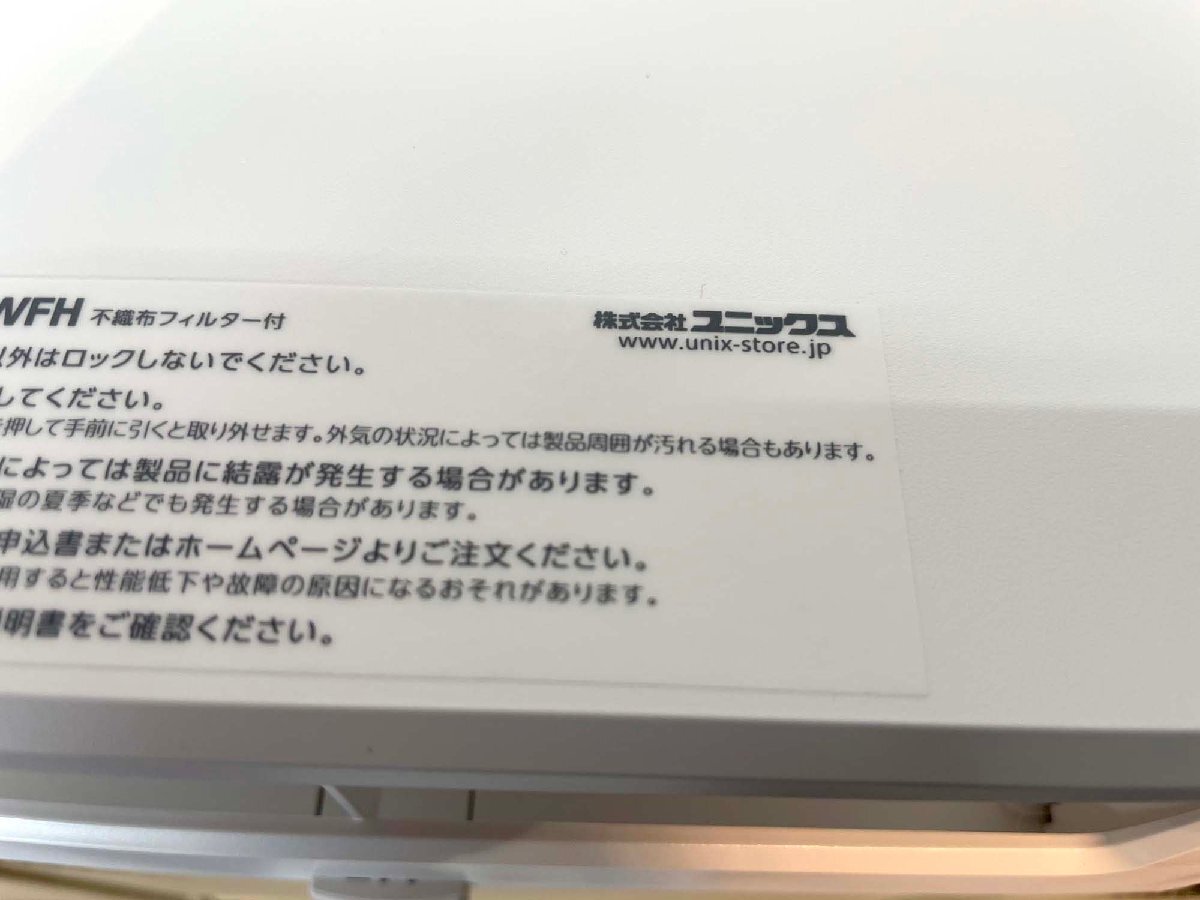 WFH 不織布フィルター付
株式会社ユニックス
www.unix-store.jp
以外はロックしないでください。
してください。
を押して手前に引くと取り外せます。外気の状況によっては製品周囲が汚れる場合もあります。
によっては製品に結露が発生する場合があります。
湿の夏季などでも発生する場合があります。
申込書またはホームページよりご注文ください。
用すると性能低下や故障の原因になるおそれがあります。
明書をご確認ください。